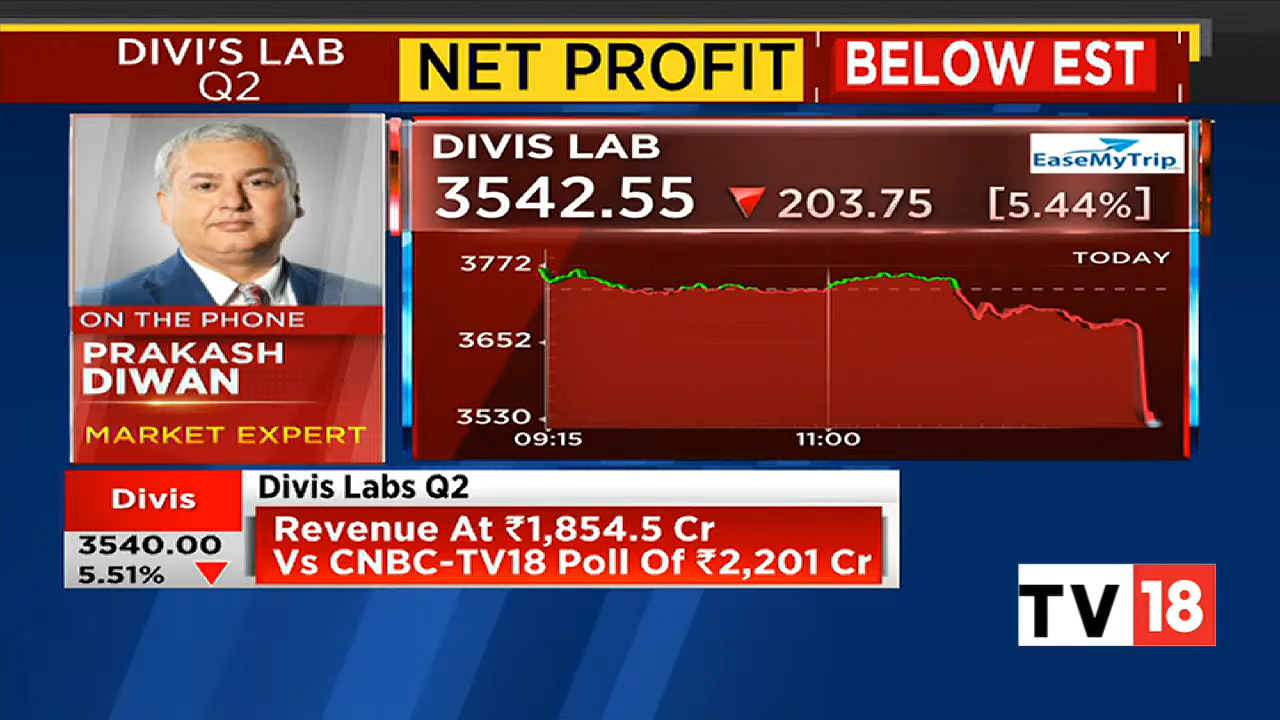 DIVI'S LAB
Q2
NET PROFIT
BELOW EST
DIVIS LAB
3542.55 ▼ 203.75 [5.44%]
EaseMyTrip.com
TODAY
3772
3652
3530
09:15 11:00
ON THE PHONE
PRAKASH
DIWAN
MARKET EXPERT
Divis
3540.00
5.51% ▼
Divis Labs Q2
Revenue At ₹1,854.5 Cr
Vs CNBC-TV18 Poll Of ₹2,201 Cr
TV18